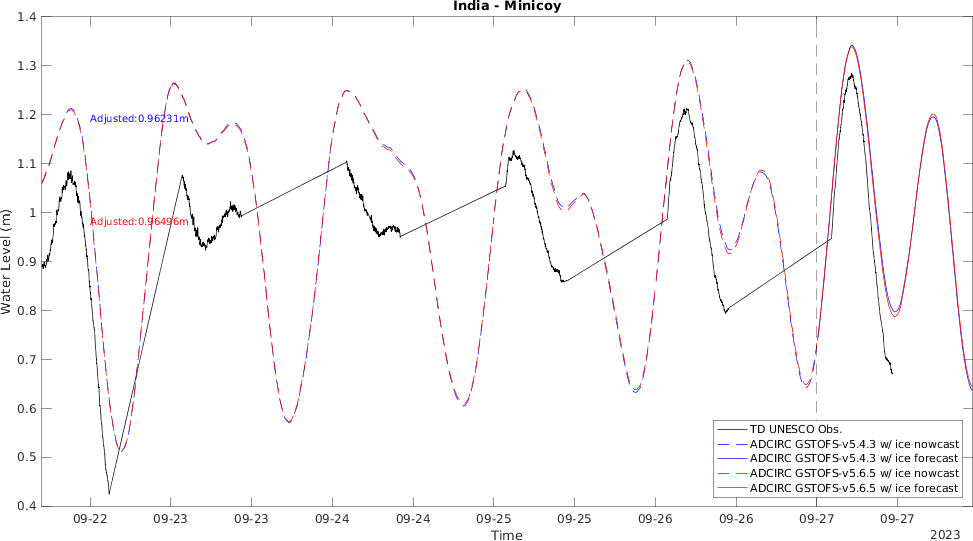 India - Minicoy
1.4
1.3
1.2
1.1
1
0.9
0.8
0.7
0.6
0.5
0.4
Water Level (m)
Adjusted:0.96231m
Adjusted:0.96496m
TD UNESCO Obs.
ADCIRC GSTOFS-v5.4.3 w/ ice nowcast
ADCIRC GSTOFS-v5.4.3 w/ ice forecast
ADCIRC GSTOFS-v5.6.5 w/ ice nowcast
ADCIRC GSTOFS-v5.6.5 w/ ice forecast
09-22 09-23 09-23 09-24 09-24 09-25 09-25 09-26 09-26 09-27 09-27
Time
2023